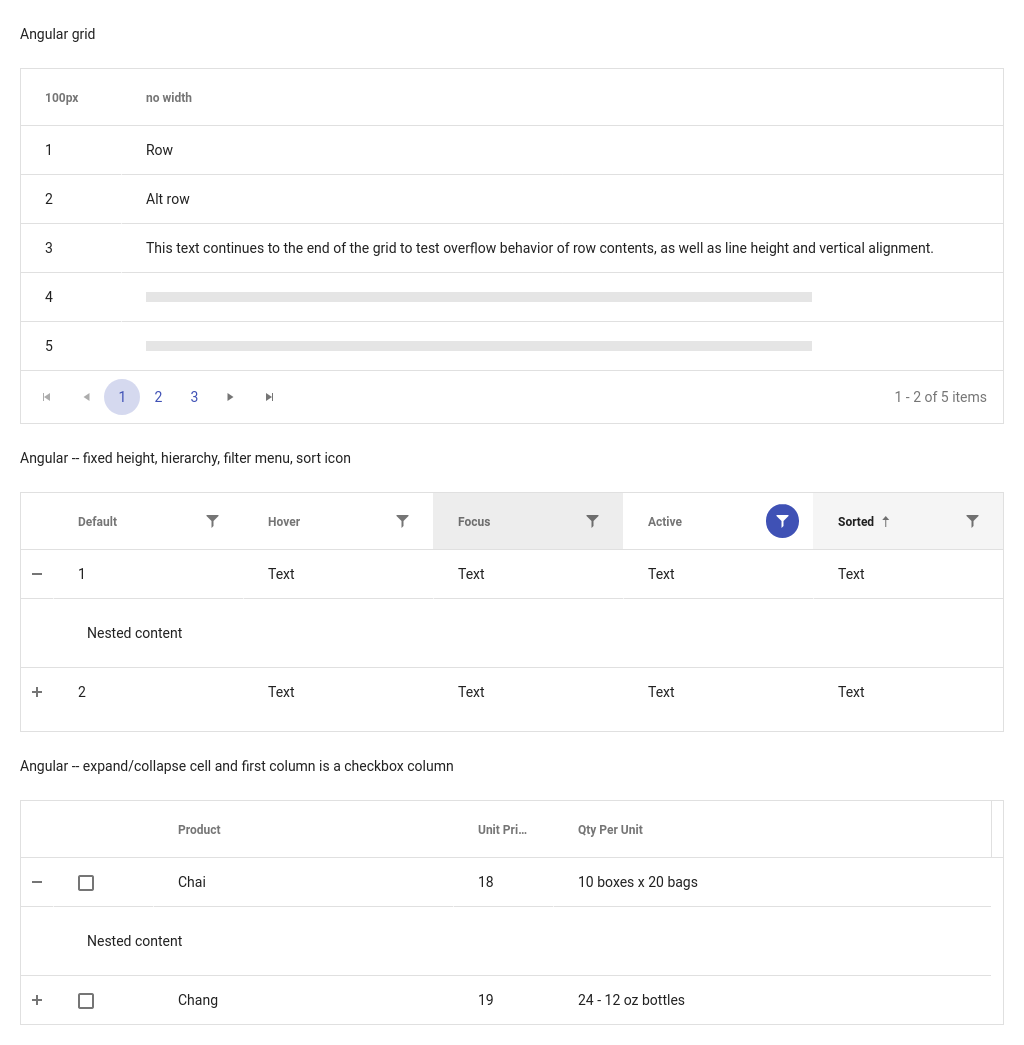 Angular grid
100px no width
1 Row
2 Alt row
3 This text continues to the end of the grid to test overflow behavior of row contents, as well as line height and vertical alignment.
4
5
1 2 3 1 - 2 of 5 items
Angular -- fixed height, hierarchy, filter menu, sort icon
Default Hover Focus Active Sorted
1 Text Text Text Text
Nested content
2 Text Text Text Text
Angular -- expand/collapse cell and first column is a checkbox column
Product Unit Pri... Qty Per Unit
Chai 18 10 boxes x 20 bags
Nested content
Chang 19 24 - 12 oz bottles